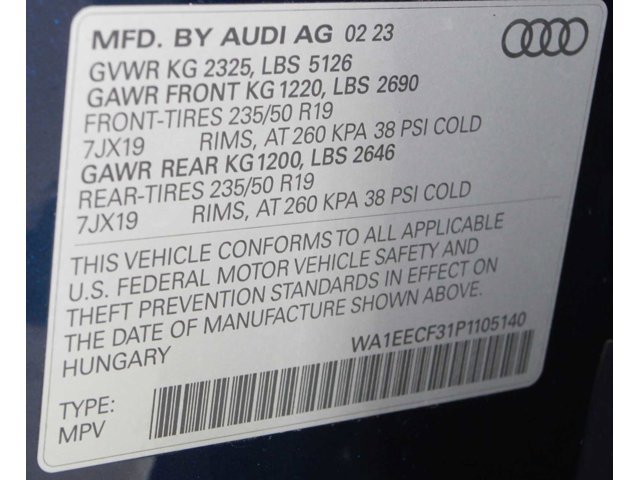 MFD. BY AUDI AG 02 23
GVWR KG 2325, LBS 5126
GAWR FRONT KG 1220, LBS 2690
FRONT-TIRES 235/50 R19
7JX19 RIMS, AT 260 KPA 38 PSI COLD
GAWR REAR KG 1200, LBS 2646
REAR-TIRES 235/50 R19
7JX19 RIMS, AT 260 KPA 38 PSI COLD
THIS VEHICLE CONFORMS TO ALL APPLICABLE
U.S. FEDERAL MOTOR VEHICLE SAFETY AND
THEFT PREVENTION STANDARDS IN EFFECT ON
THE DATE OF MANUFACTURE SHOWN ABOVE.
HUNGARY
WA1EECF31P1105140
TYPE:
MPV